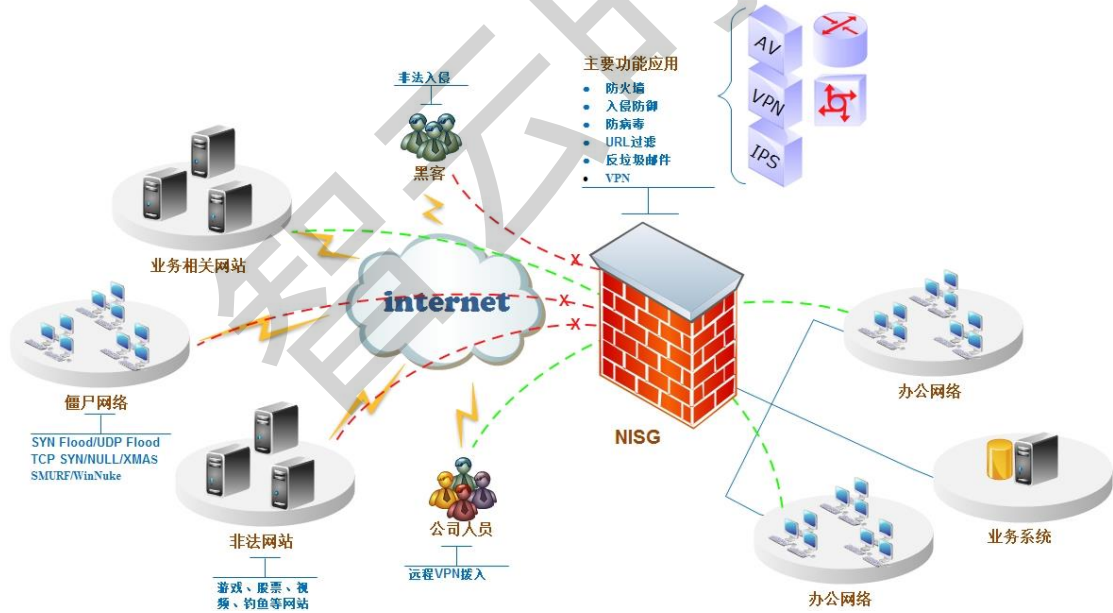 AV
主要功能应用
防火墙
入侵防御
防病毒
URL过滤
反垃圾邮件
VPN
VPN
IPS
非法入侵
黑客
业务相关网站
internet
X
X
X
僵尸网络
SYN Flood/UDP Flood
TCP SYN/NULL/XMAS
SMURF/WinNuke
NISG
办公网络
非法网站
游戏、股票、视
频、钓鱼等网站
公司人员
远程VPN拨入
业务系统
办公网络
智云